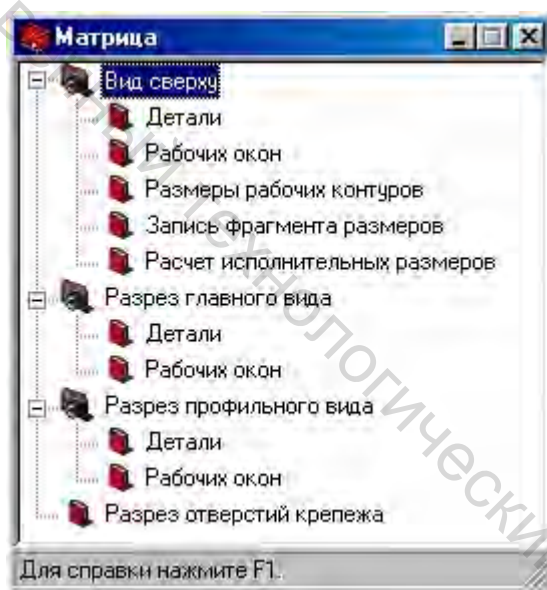 Матрица
Вид сверху
Детали
Рабочих окон
Размеры рабочих контуров
Запись фрагмента размеров
Расчет исполнительных размеров
Разрез главного вида
Детали
Рабочих окон
Разрез профильного вида
Детали
Рабочих окон
Разрез отверстий крепежа
Для справки нажмите F1.